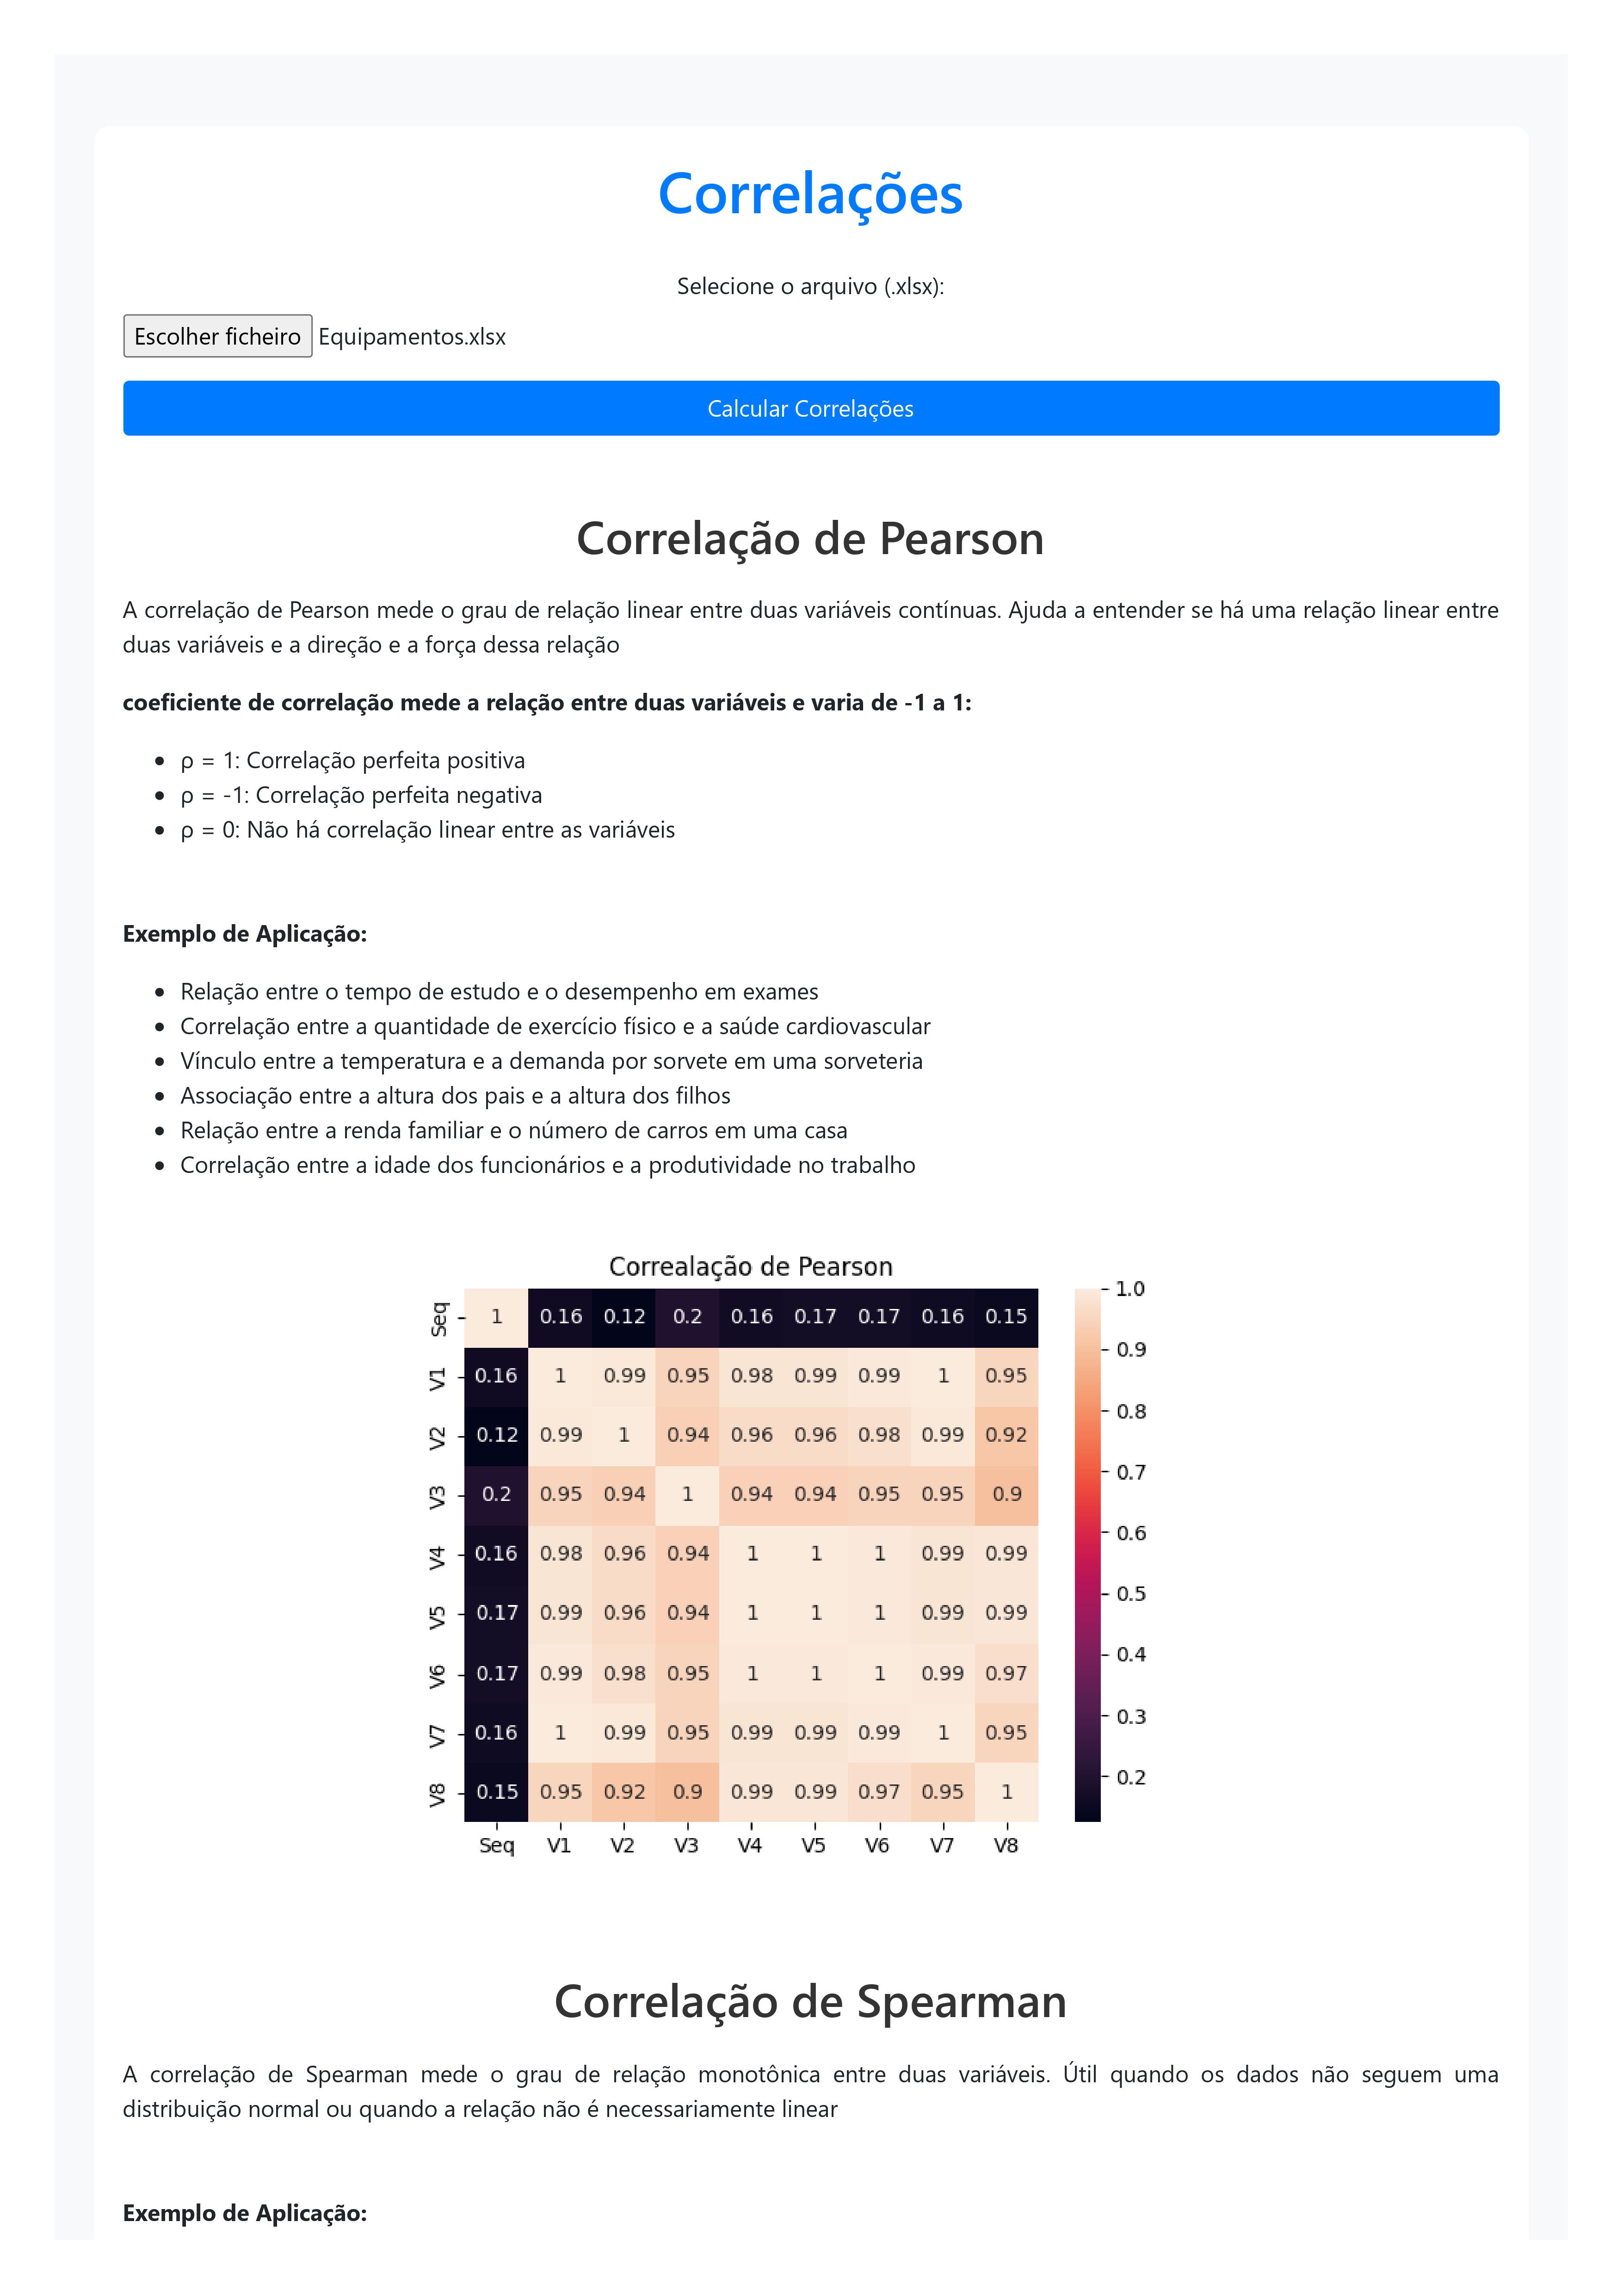 Correlações
Selecione o arquivo (.xlsx):
Escolher ficheiro Equipamentos.xlsx
Calcular Correlações
Correlação de Pearson
A correlação de Pearson mede o grau de relação linear entre duas variáveis contínuas. Ajuda a entender se há uma relação linear entre
duas variáveis e a direção e a força dessa relação
coeficiente de correlação mede a relação entre duas variáveis e varia de -1 a 1:
• ρ = 1: Correlação perfeita positiva
• ρ = -1: Correlação perfeita negativa
• ρ = 0: Não há correlação linear entre as variáveis
Exemplo de Aplicação:
• Relação entre o tempo de estudo e o desempenho em exames
• Correlação entre a quantidade de exercício físico e a saúde cardiovascular
• Vínculo entre a temperatura e a demanda por sorvete em uma sorveteria
• Associação entre a altura dos pais e a altura dos filhos
• Relação entre a renda familiar e o número de carros em uma casa
• Correlação entre a idade dos funcionários e a produtividade no trabalho
Correalação de Pearson
Seq 1 0.16 0.12 0.2 0.16 0.17 0.17 0.16 0.15
V1 0.16 1 0.99 0.95 0.98 0.99 0.99 1 0.95
V2 0.12 0.99 1 0.94 0.96 0.96 0.98 0.99 0.92
V3 0.2 0.95 0.94 1 0.94 0.94 0.95 0.95 0.9
V4 0.16 0.98 0.96 0.94 1 1 1 0.99 0.99
V5 0.17 0.99 0.96 0.94 1 1 1 0.99 0.99
V6 0.17 0.99 0.98 0.95 1 1 1 0.99 0.97
V7 0.16 1 0.99 0.95 0.99 0.99 0.99 1 0.95
V8 0.15 0.95 0.92 0.9 0.99 0.99 0.97 0.95 1
Seq V1 V2 V3 V4 V5 V6 V7 V8
1.0
0.9
0.8
0.7
0.6
0.5
0.4
0.3
0.2
Correlação de Spearman
A correlação de Spearman mede o grau de relação monotônica entre duas variáveis. Útil quando os dados não seguem uma
distribuição normal ou quando a relação não é necessariamente linear
Exemplo de Aplicação: